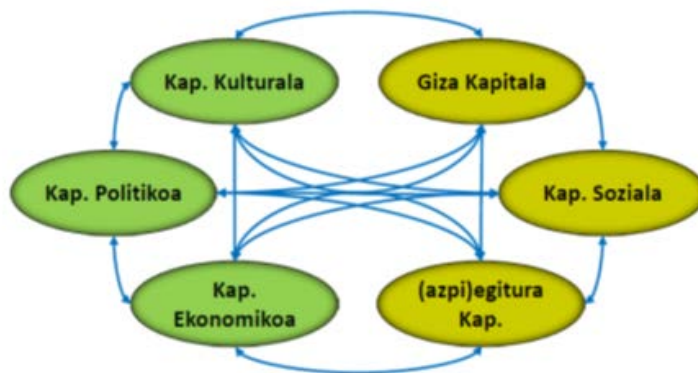 Kap. Kulturala
Giza Kapitala
Kap. Politikoa
Kap. Soziala
Kap.
Ekonomikoa
(azpi)egitura
Kap.